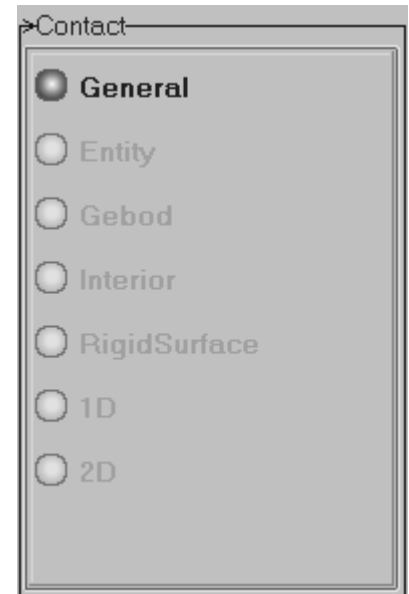 >Contact
General
Entity
Gebod
Interior
RigidSurface
1D
2D